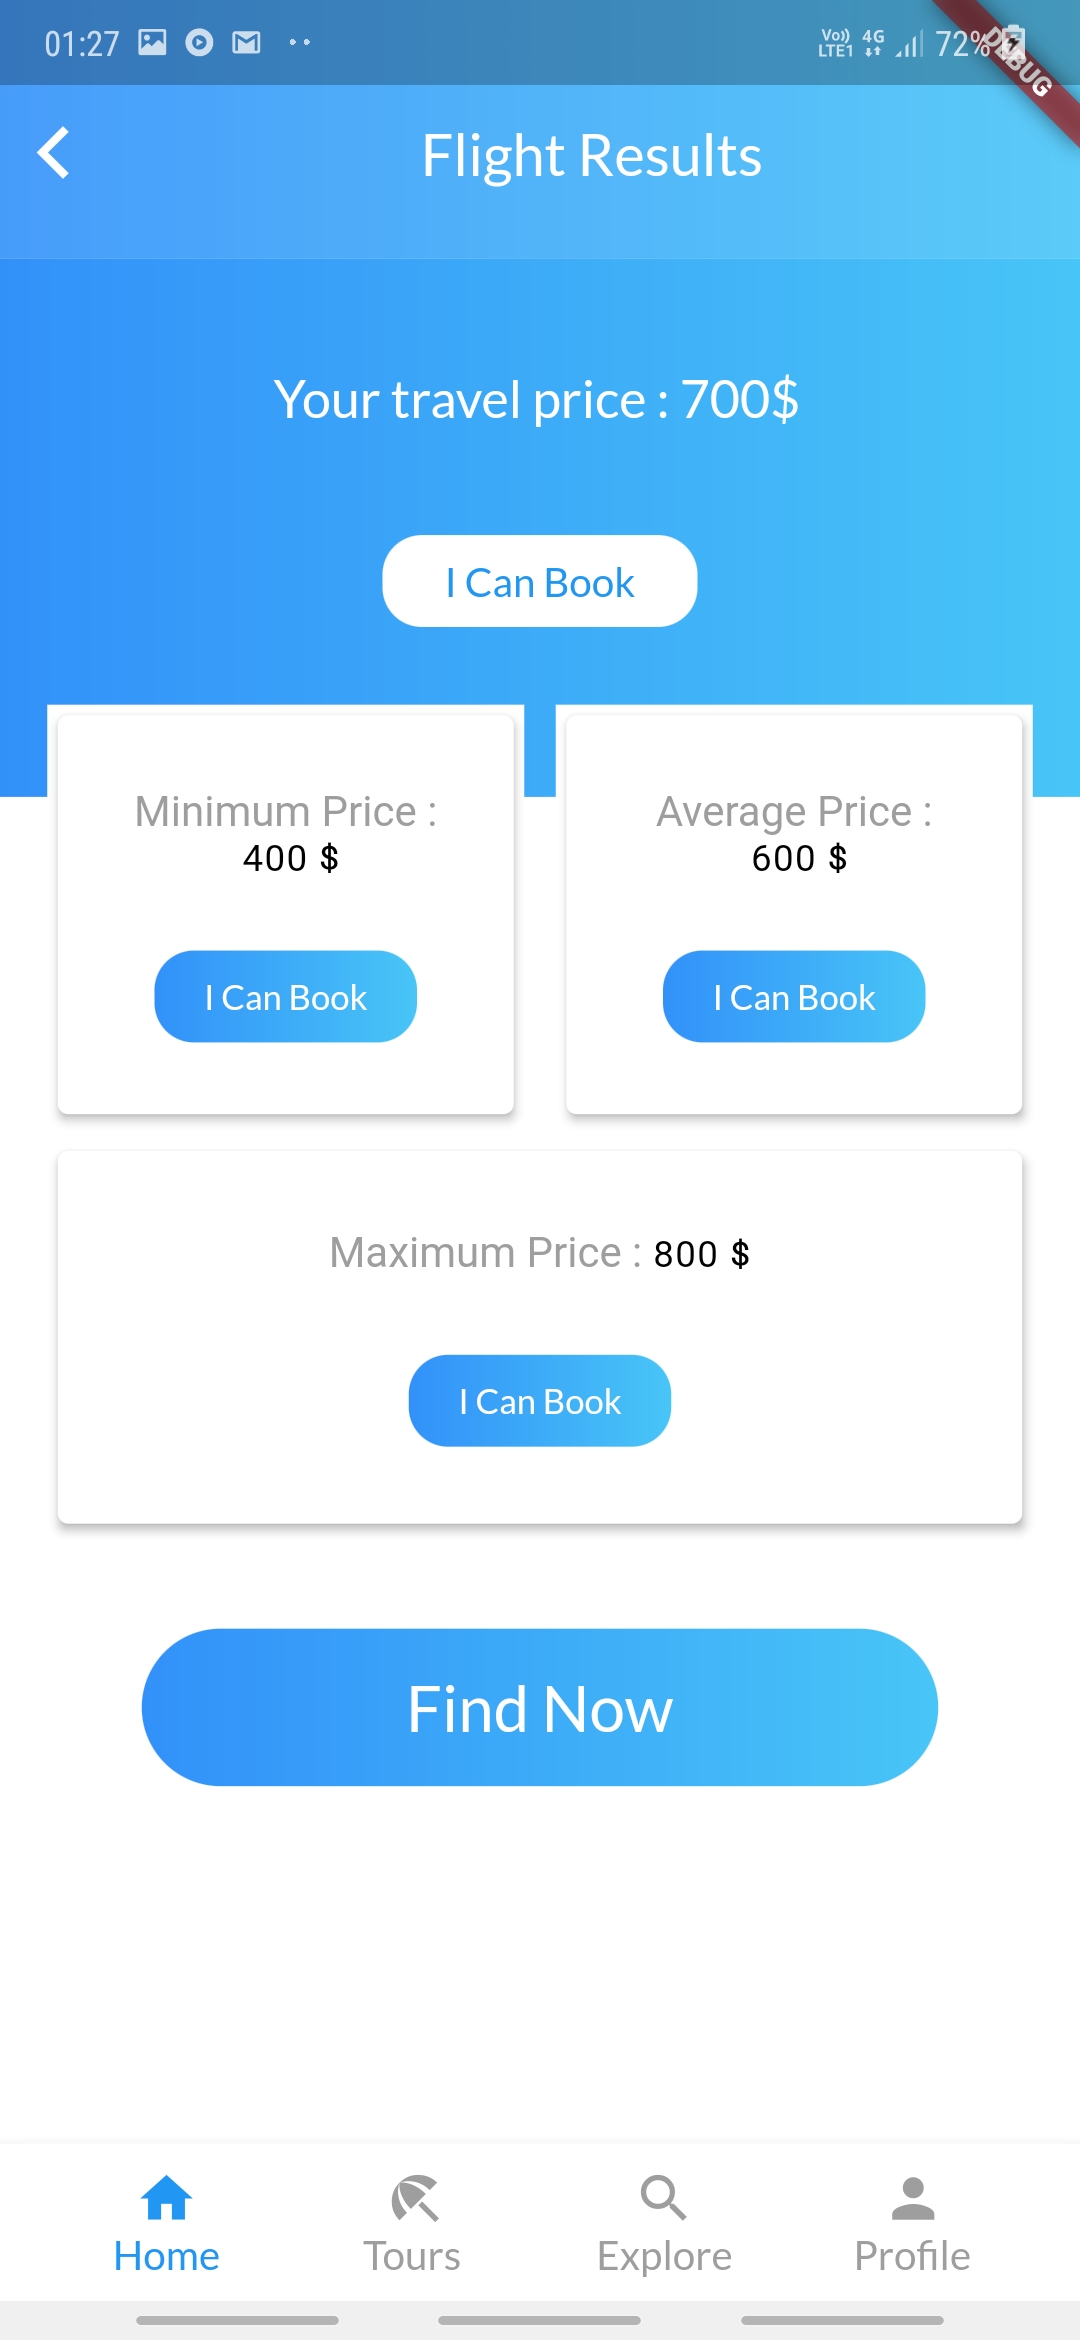 01:27 Vo)) LTE1 4G 72%
DEBUG
Flight Results
Your travel price : 700$
I Can Book
Minimum Price :
400 $
I Can Book
Average Price :
600 $
I Can Book
Maximum Price : 800 $
I Can Book
Find Now
Home Tours Explore Profile